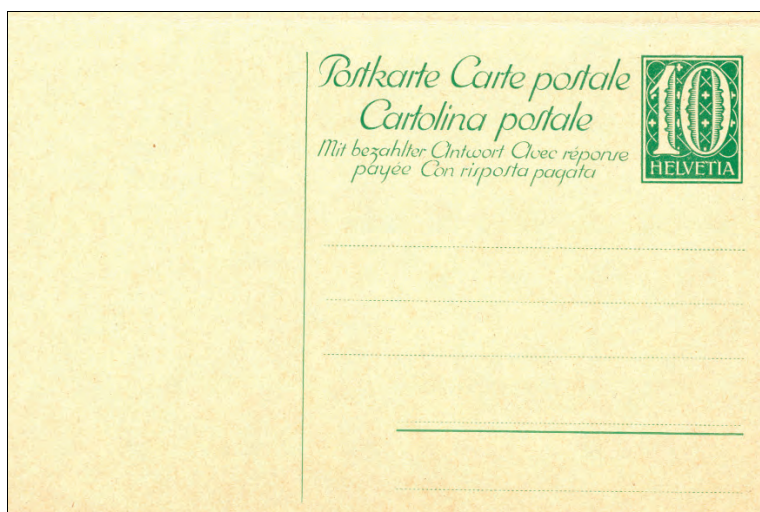 Postkarte Carte postale
Cartolina postale
Mit bezahlter Antwort Avec réponse
payée Con risposta pagata
10
HELVETIA